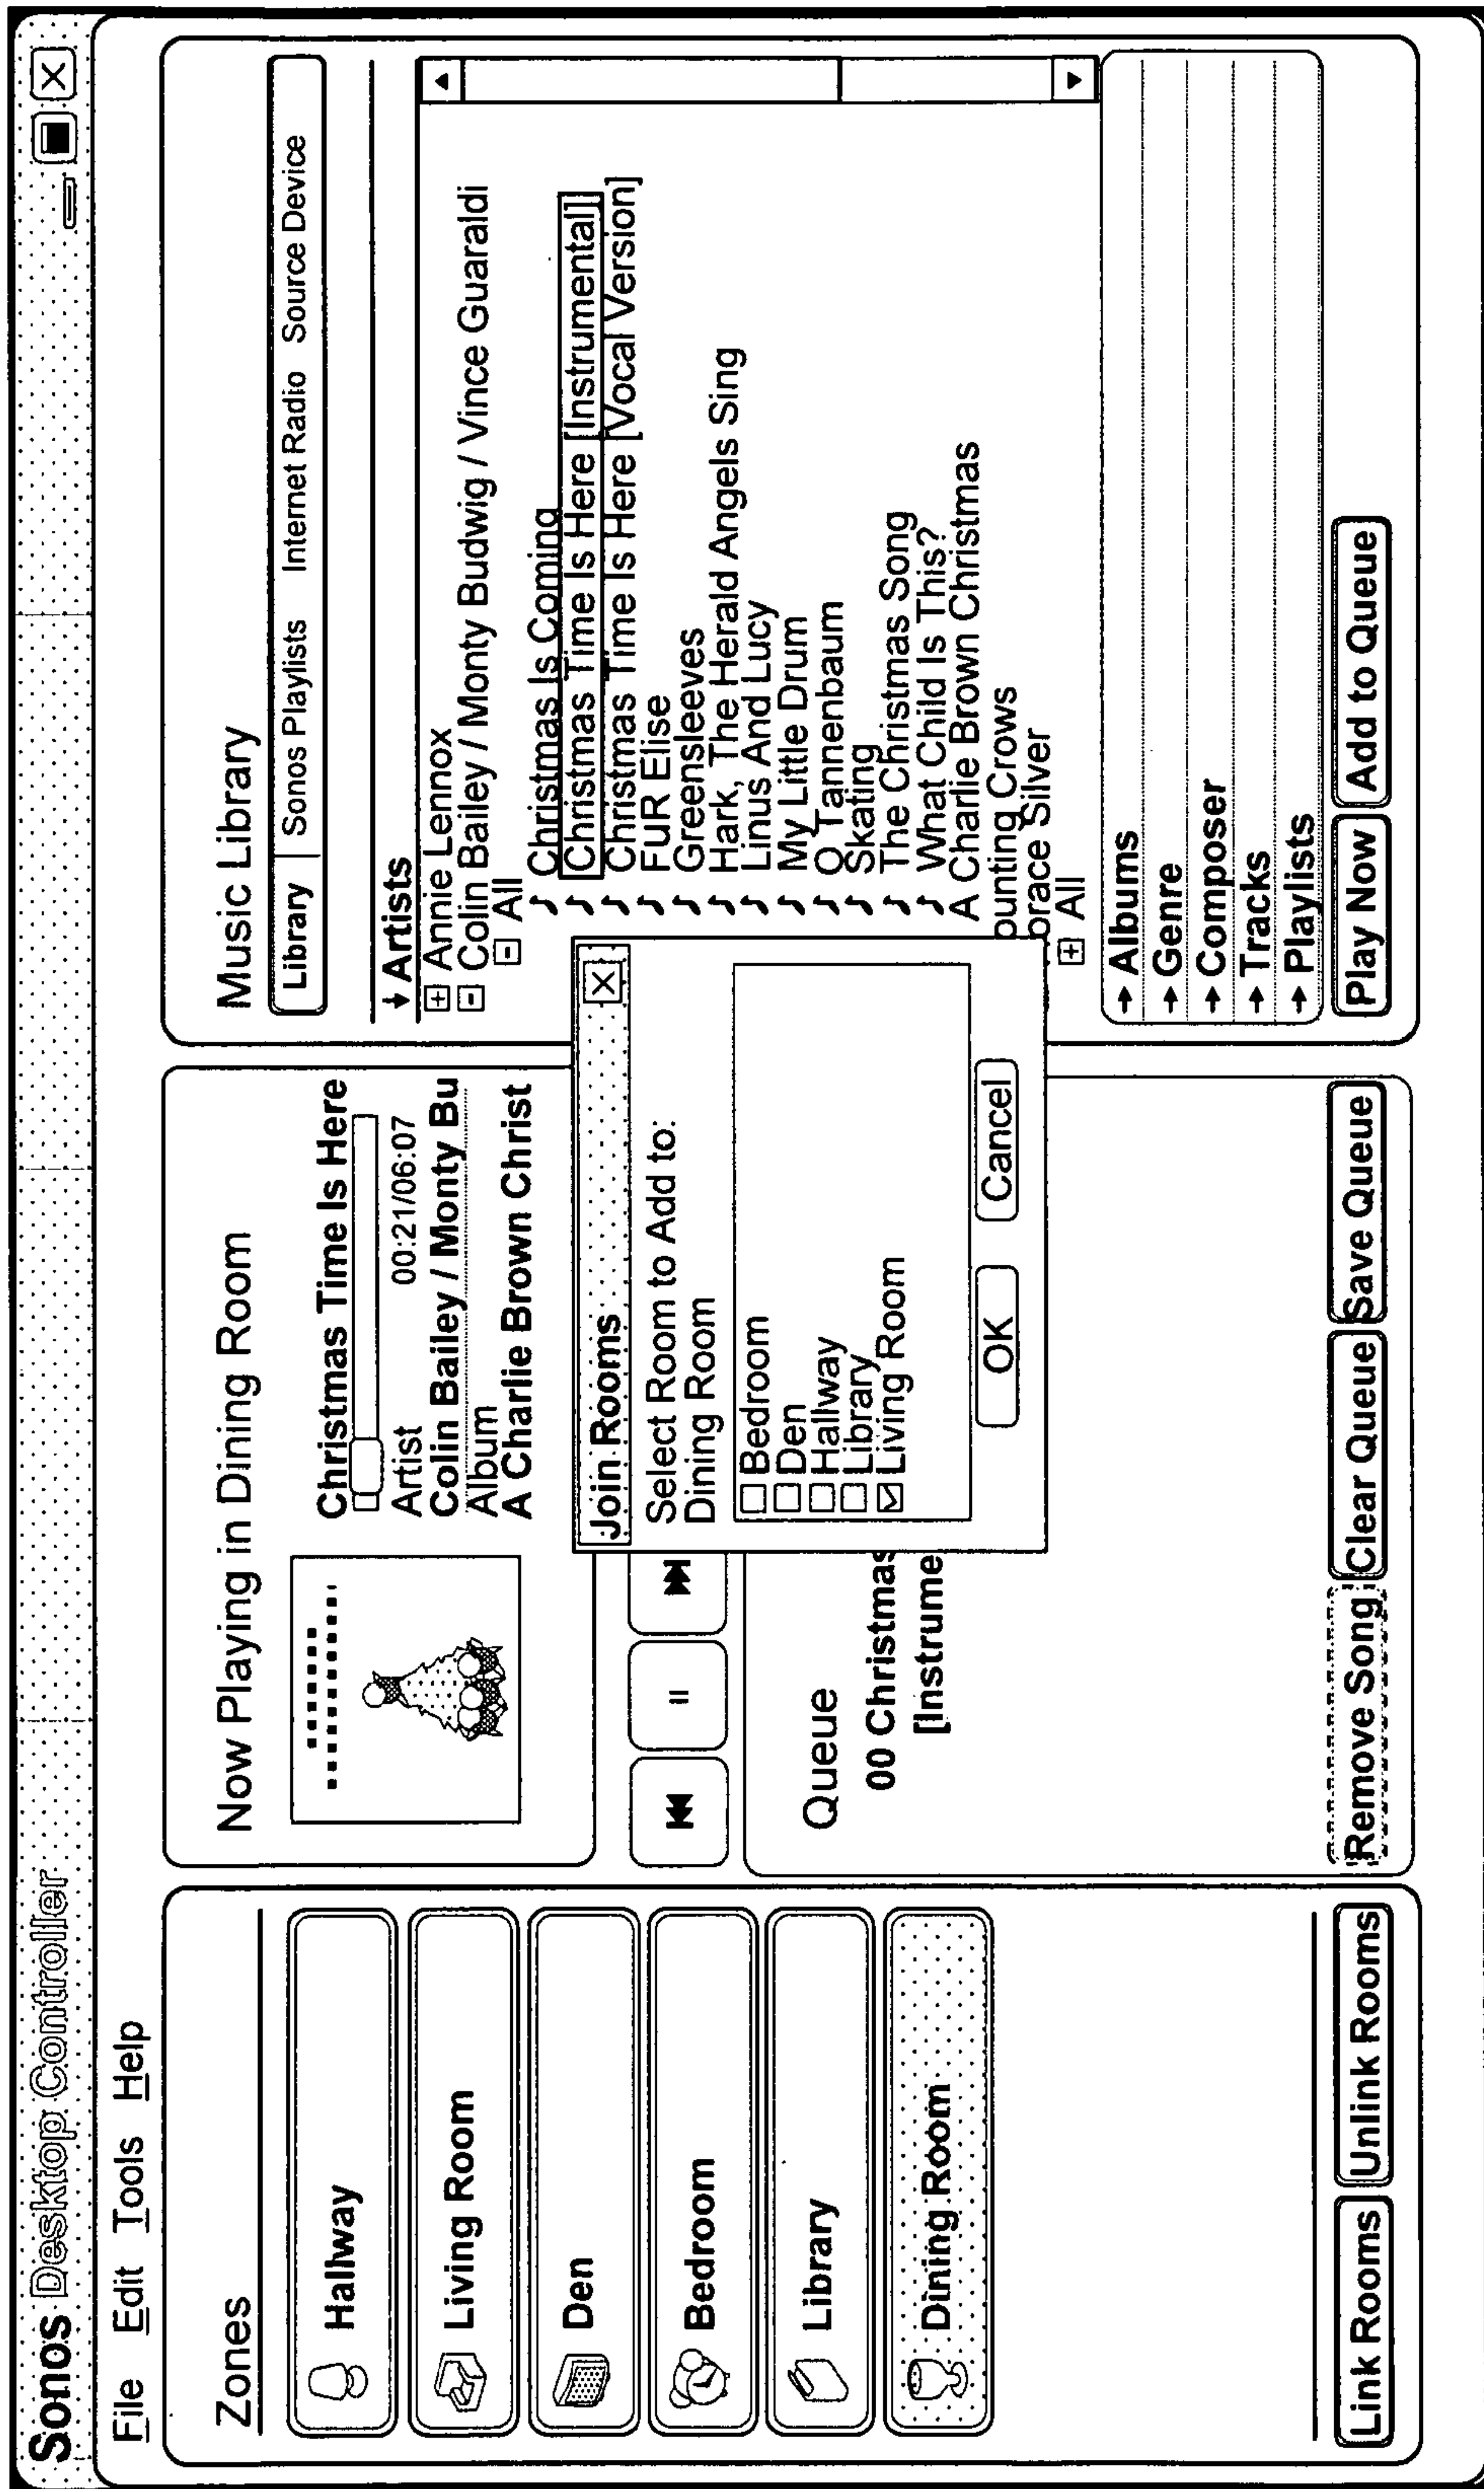 Sonos Desktop Controller
File Edit Tools Help
Zones
Hallway
Living Room
Den
Bedroom
Library
Dining Room
Link Rooms Unlink Rooms
Now Playing in Dining Room
Christmas Time Is Here
00:21/06:07
Artist
Colin Bailey / Monty Bu
Album
A Charlie Brown Christ
Queue
00 Christmas
[Instrume
Remove Song Clear Queue Save Queue
Join Rooms
Select Room to Add to:
Dining Room
Bedroom
Den
Hallway
Library
Living Room
OK Cancel
Music Library
Library Sonos Playlists Internet Radio Source Device
Artists
Annie Lennox
Colin Bailey / Monty Budwig / Vince Guaraldi
All
Christmas Is Coming
Christmas Time Is Here [Instrumental]
Christmas Time Is Here [Vocal Version]
FUR Elise
Greensleeves
Hark, The Herald Angels Sing
Linus And Lucy
My Little Drum
O Tannenbaum
Skating
The Christmas Song
What Child Is This?
A Charlie Brown Christmas
ounting Crows
orace Silver
All
Albums
Genre
Composer
Tracks
Playlists
Play Now Add to Queue